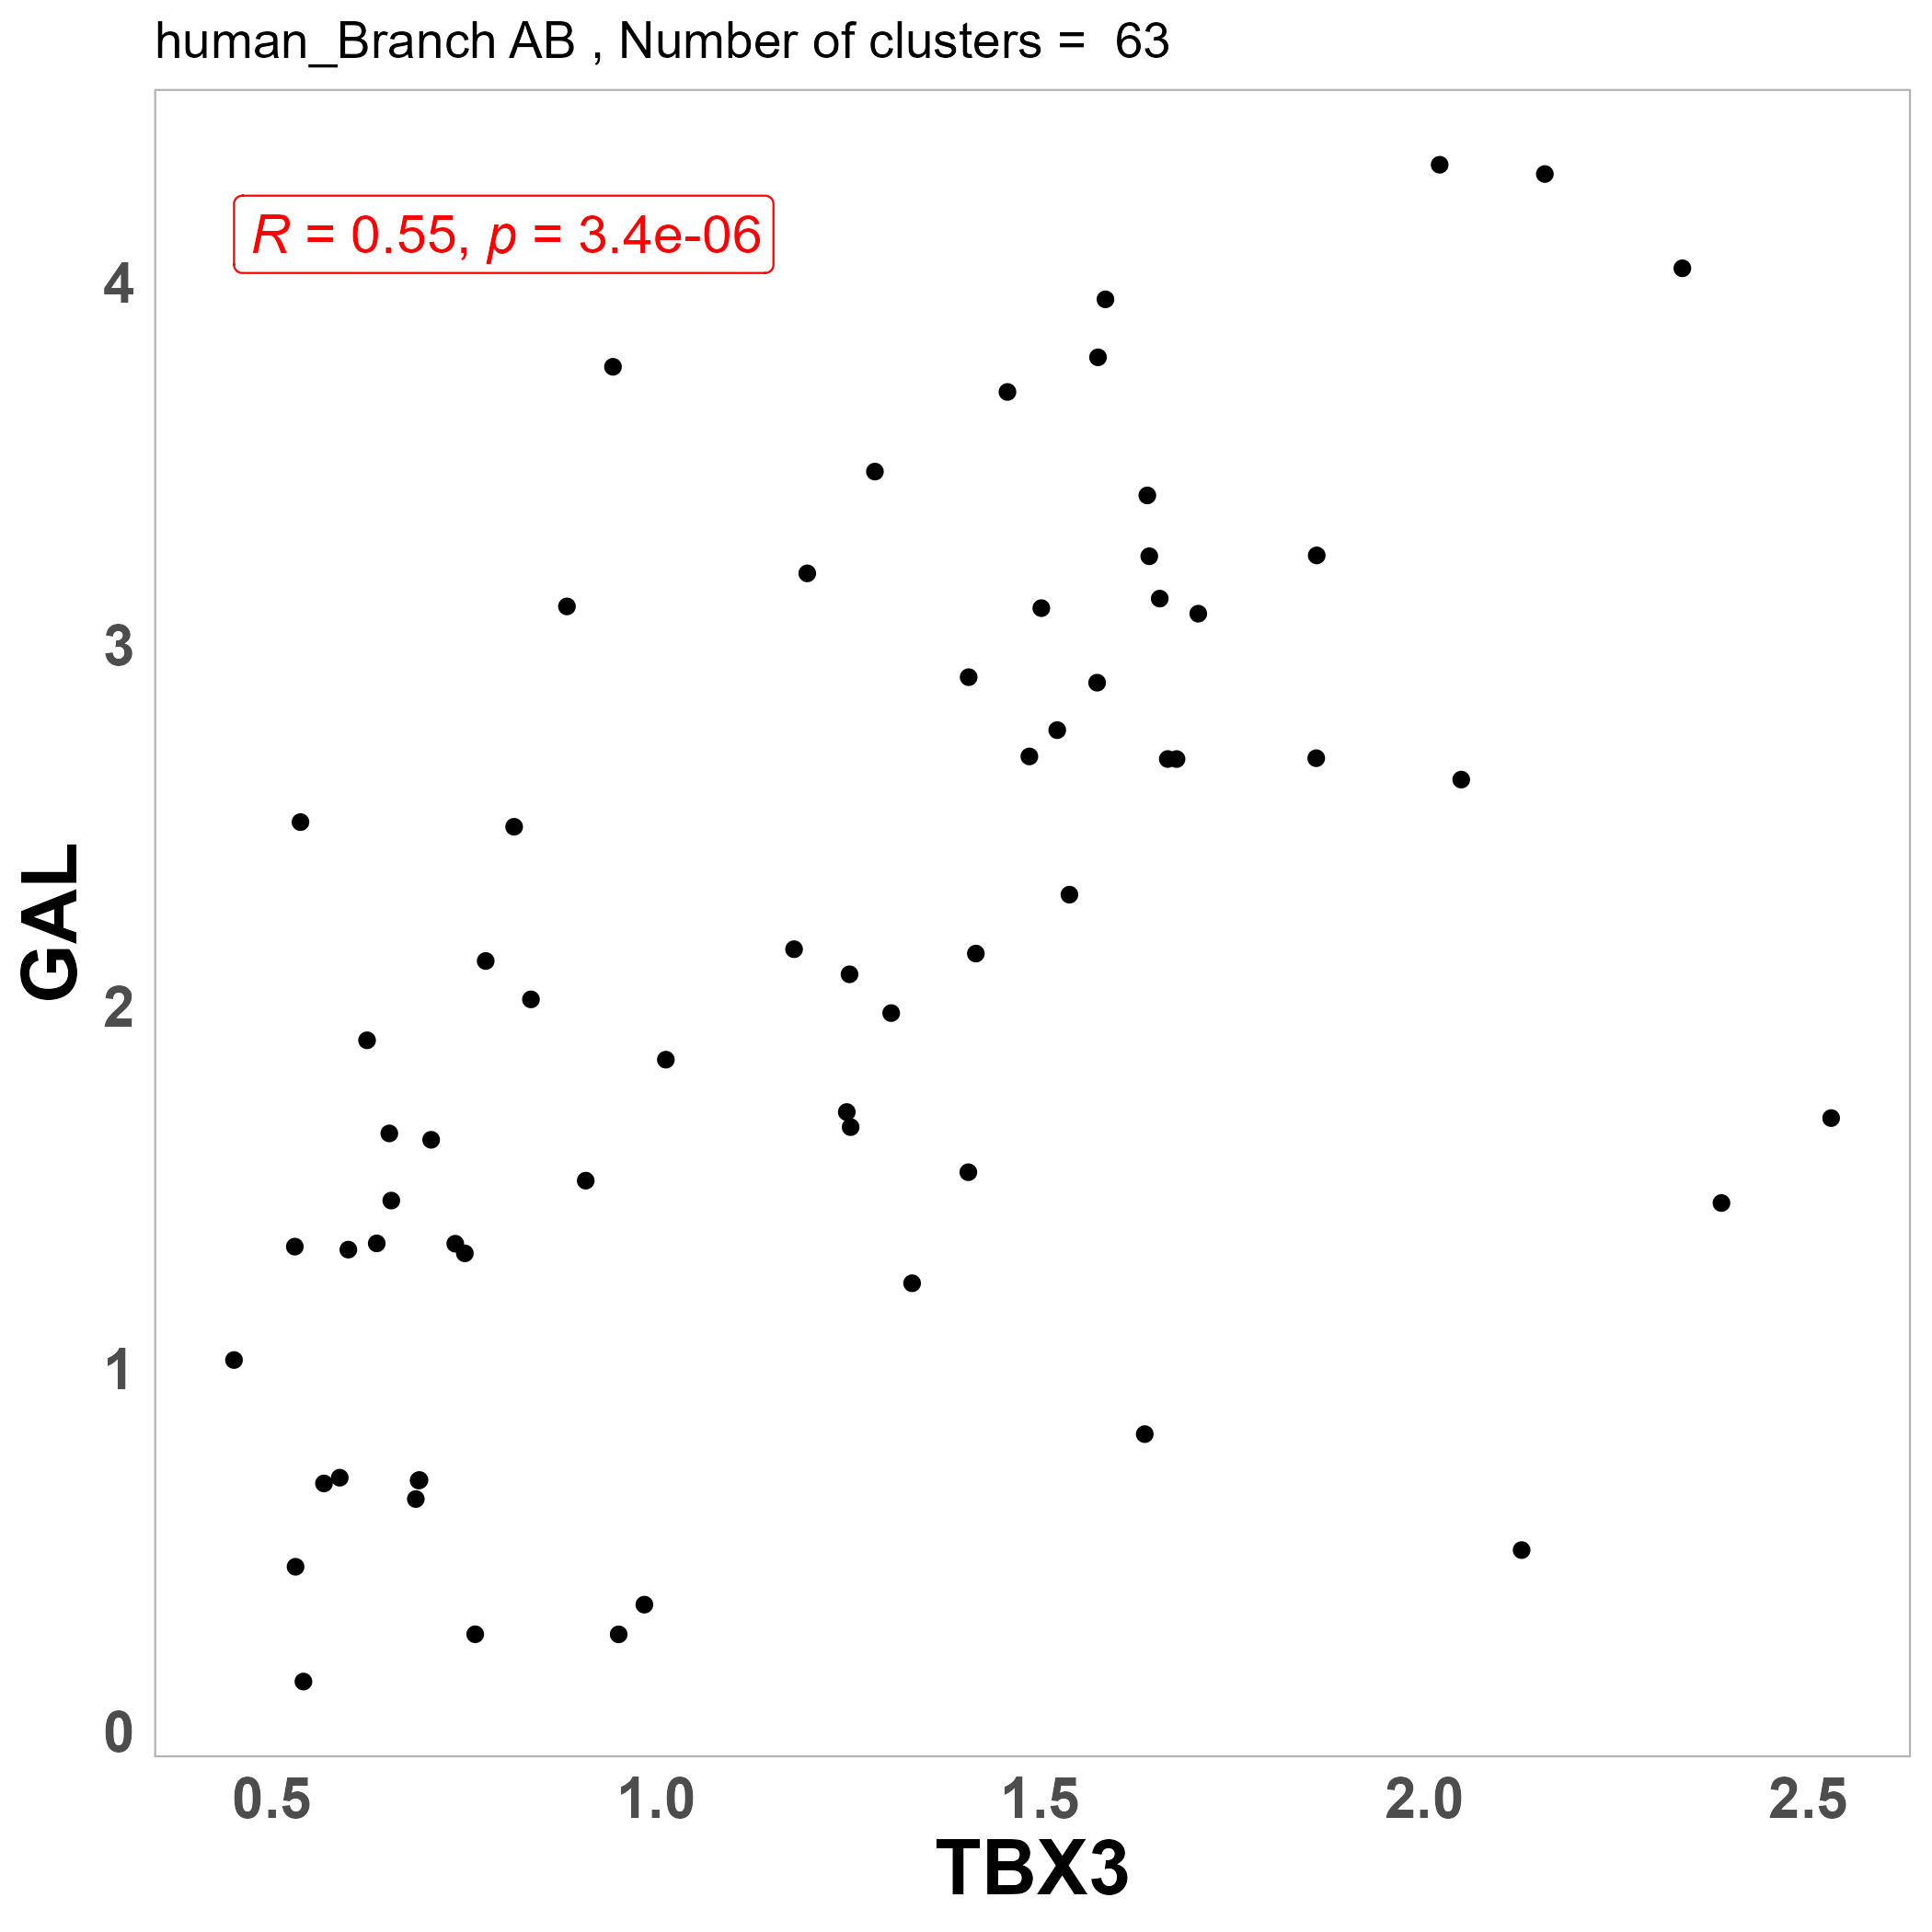 human_Branch AB , Number of clusters =  63
R = 0.55, p = 3.4e-06
4
3
2
1
0
GAL
0.5 1.0 1.5 2.0 2.5
TBX3